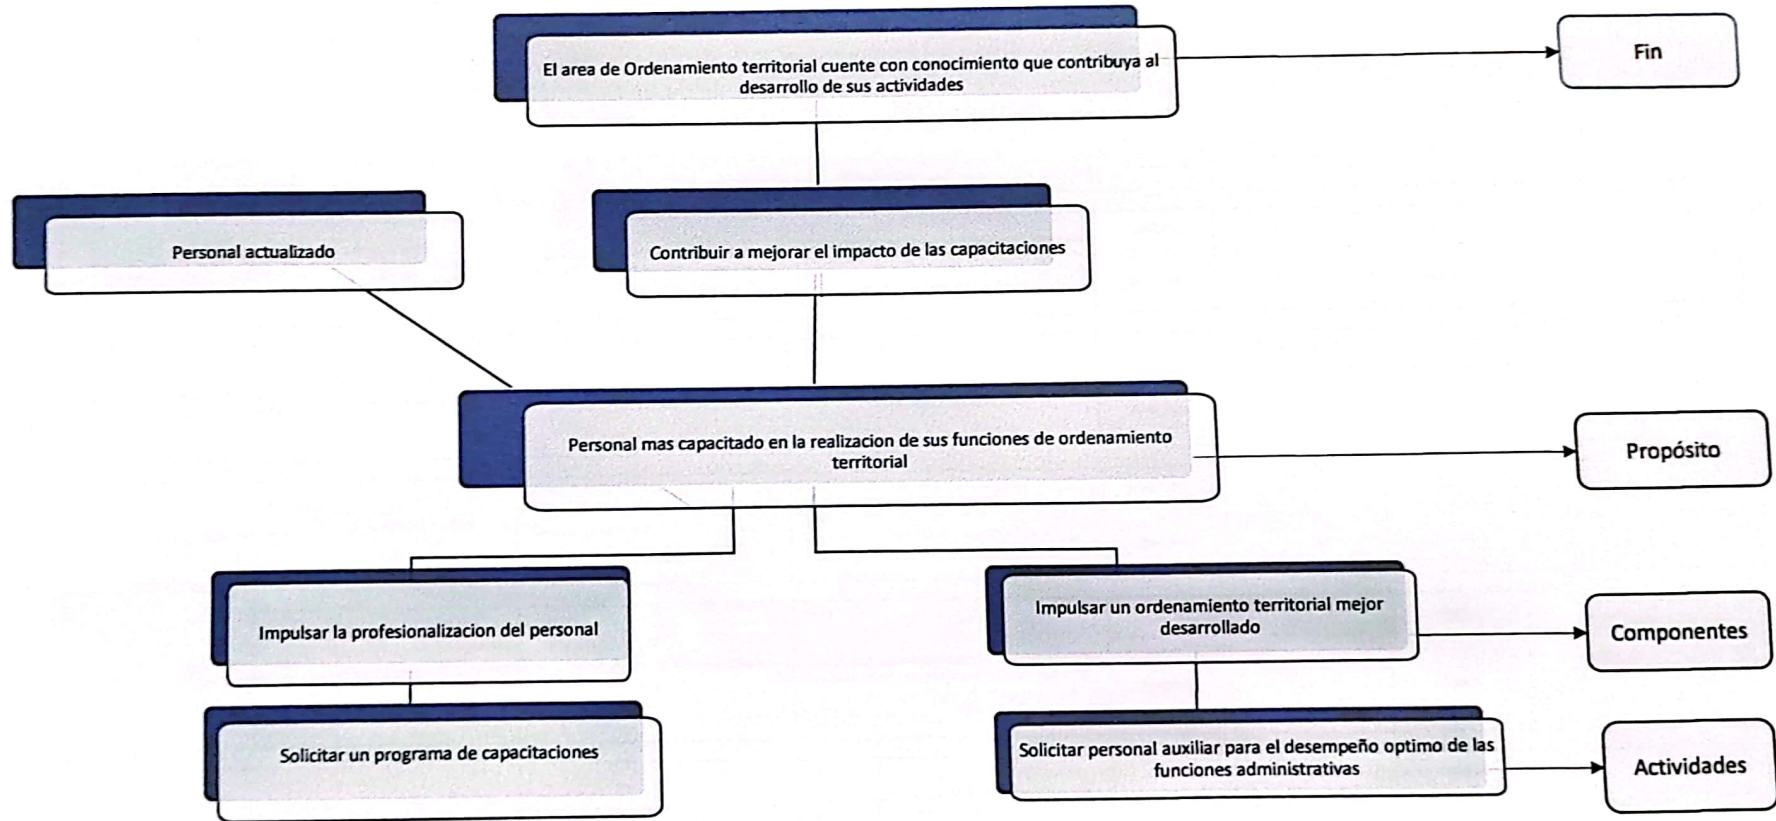 El area de Ordenamiento territorial cuente con conocimiento que contribuya al
desarrollo de sus actividades
Fin
Personal actualizado
Contribuir a mejorar el impacto de las capacitaciones
Personal mas capacitado en la realizacion de sus funciones de ordenamiento
territorial
Propósito
Impulsar la profesionalizacion del personal
Impulsar un ordenamiento territorial mejor
desarrollado
Componentes
Solicitar un programa de capacitaciones
Solicitar personal auxiliar para el desempeño optimo de las
funciones administrativas
Actividades